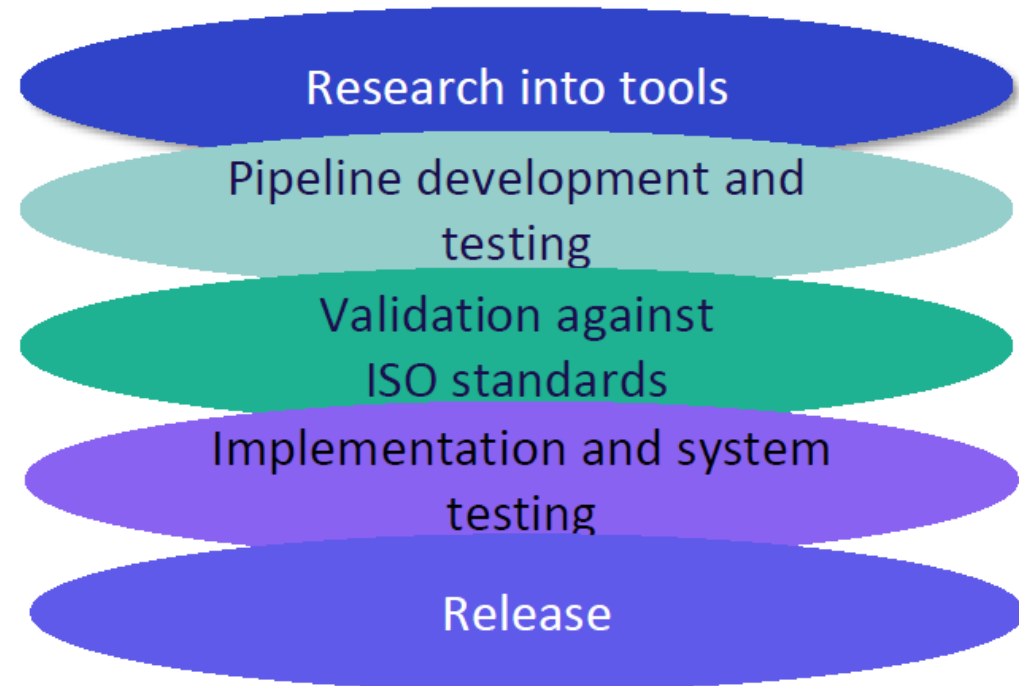 Research into tools
Pipeline development and
testing
Validation against
ISO standards
Implementation and system
testing
Release